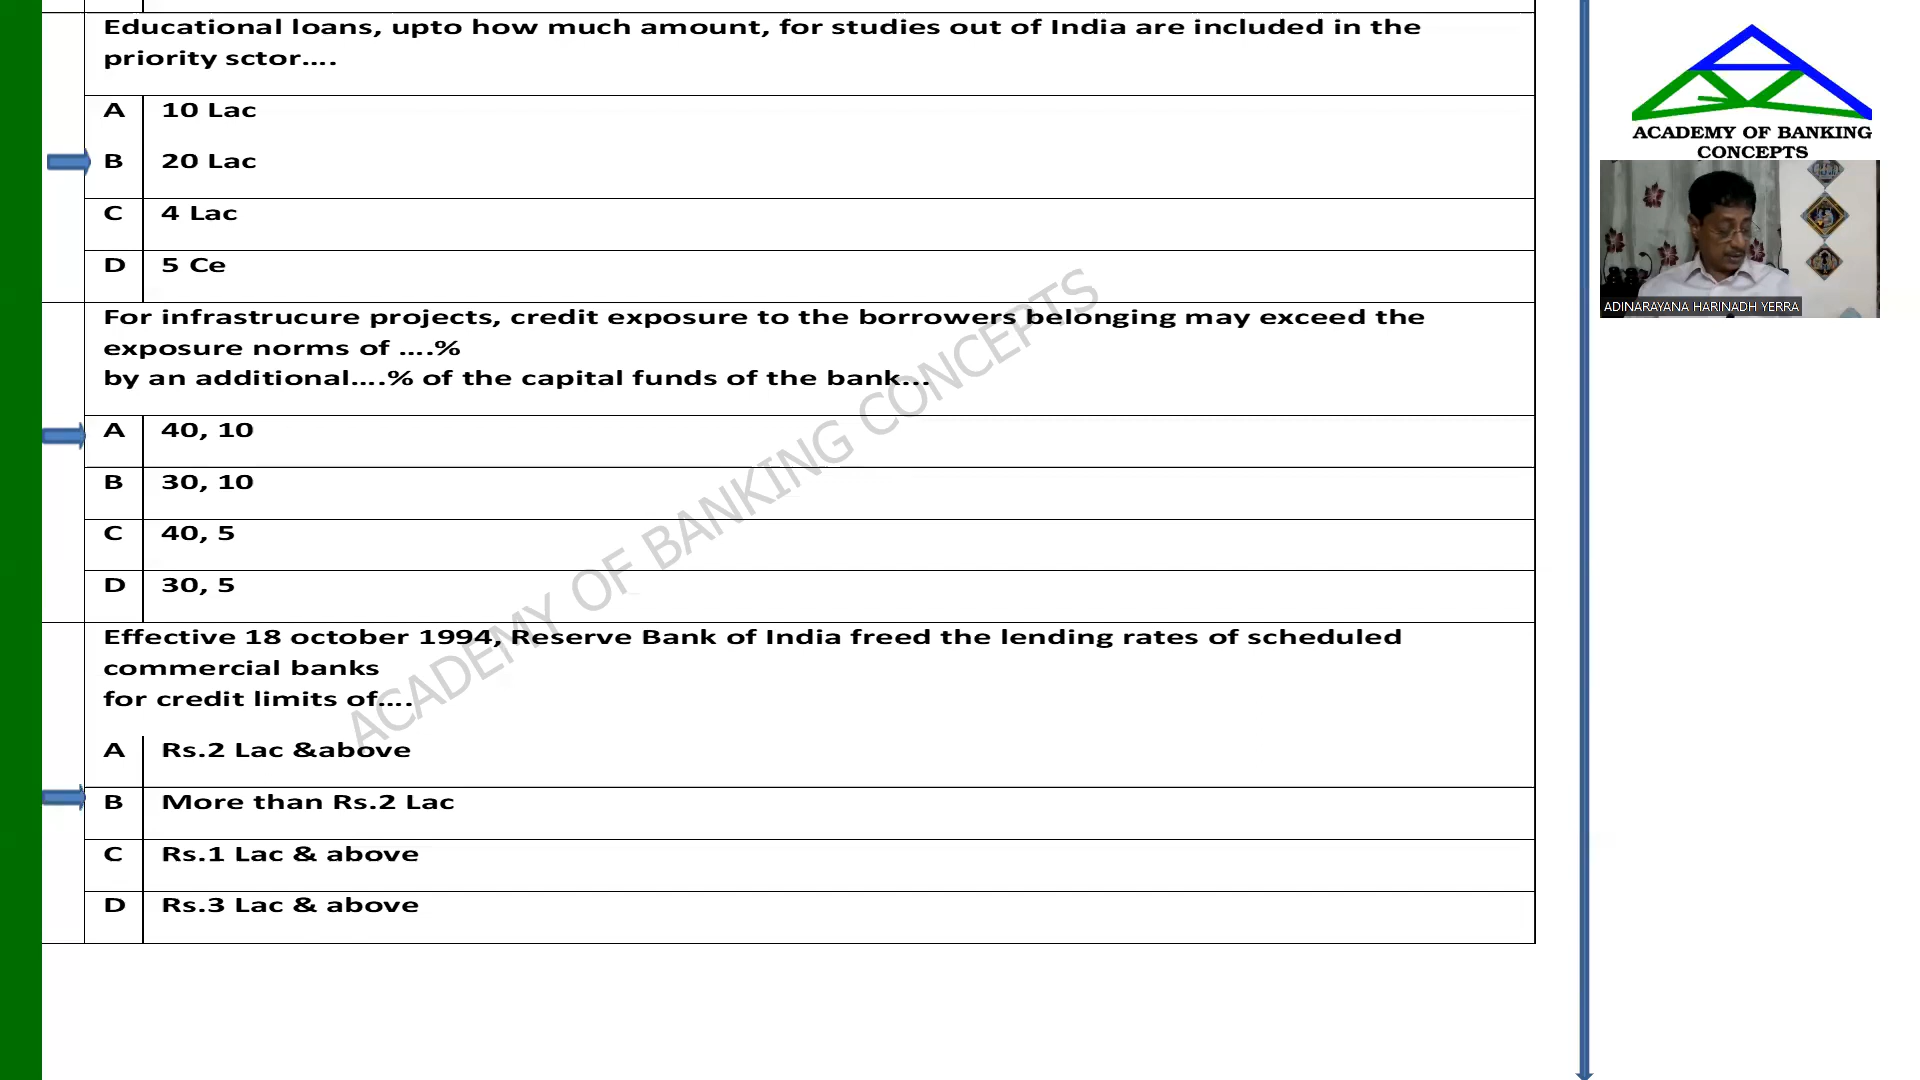 Educational loans, upto how much amount, for studies out of India are included in the
priority sctor....
A 10 Lac
B 20 Lac
C 4 Lac
D 5 Ce
For infrastrucure projects, credit exposure to the borrowers belonging may exceed the
exposure norms of ....%
by an additional....% of the capital funds of the bank...
A 40, 10
B 30, 10
C 40, 5
D 30, 5
Effective 18 october 1994, Reserve Bank of India freed the lending rates of scheduled
commercial banks
for credit limits of....
A Rs.2 Lac &above
B More than Rs.2 Lac
C Rs.1 Lac & above
D Rs.3 Lac & above
ACADEMY OF BANKING CONCEPTS
ACADEMY OF BANKING
CONCEPTS
ADINARAYANA HARINADH YERRA